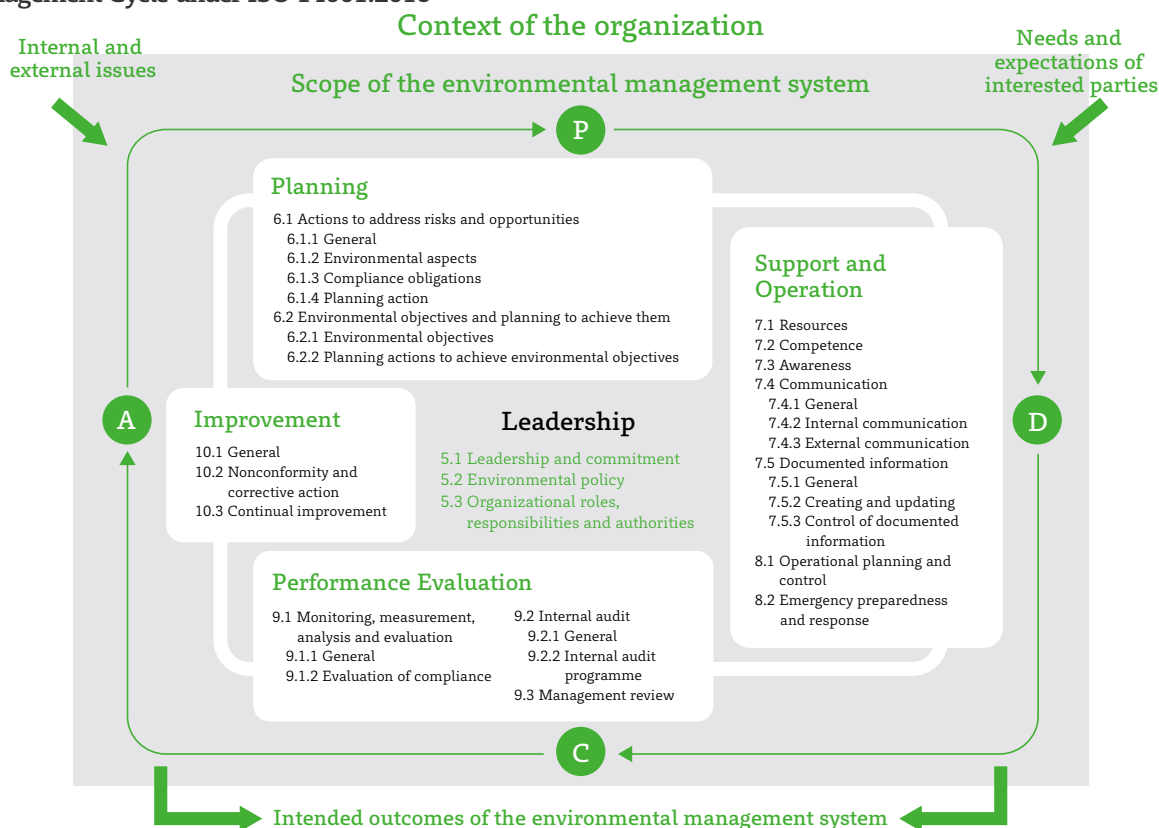 Context of the organization
Internal and
external issues
Needs and
expectations of
interested parties
Scope of the environmental management system
P
Planning
6.1 Actions to address risks and opportunities
6.1.1 General
6.1.2 Environmental aspects
6.1.3 Compliance obligations
6.1.4 Planning action
6.2 Environmental objectives and planning to achieve them
6.2.1 Environmental objectives
6.2.2 Planning actions to achieve environmental objectives
Support and
Operation
7.1 Resources
7.2 Competence
7.3 Awareness
7.4 Communication
7.4.1 General
7.4.2 Internal communication
7.4.3 External communication
7.5 Documented information
7.5.1 General
7.5.2 Creating and updating
7.5.3 Control of documented
information
8.1 Operational planning and
control
8.2 Emergency preparedness
and response
D
A
Improvement
10.1 General
10.2 Nonconformity and
corrective action
10.3 Continual improvement
Leadership
5.1 Leadership and commitment
5.2 Environmental policy
5.3 Organizational roles,
responsibilities and authorities
Performance Evaluation
9.1 Monitoring, measurement,
analysis and evaluation
9.1.1 General
9.1.2 Evaluation of compliance
9.2 Internal audit
9.2.1 General
9.2.2 Internal audit
programme
9.3 Management review
C
Intended outcomes of the environmental management system